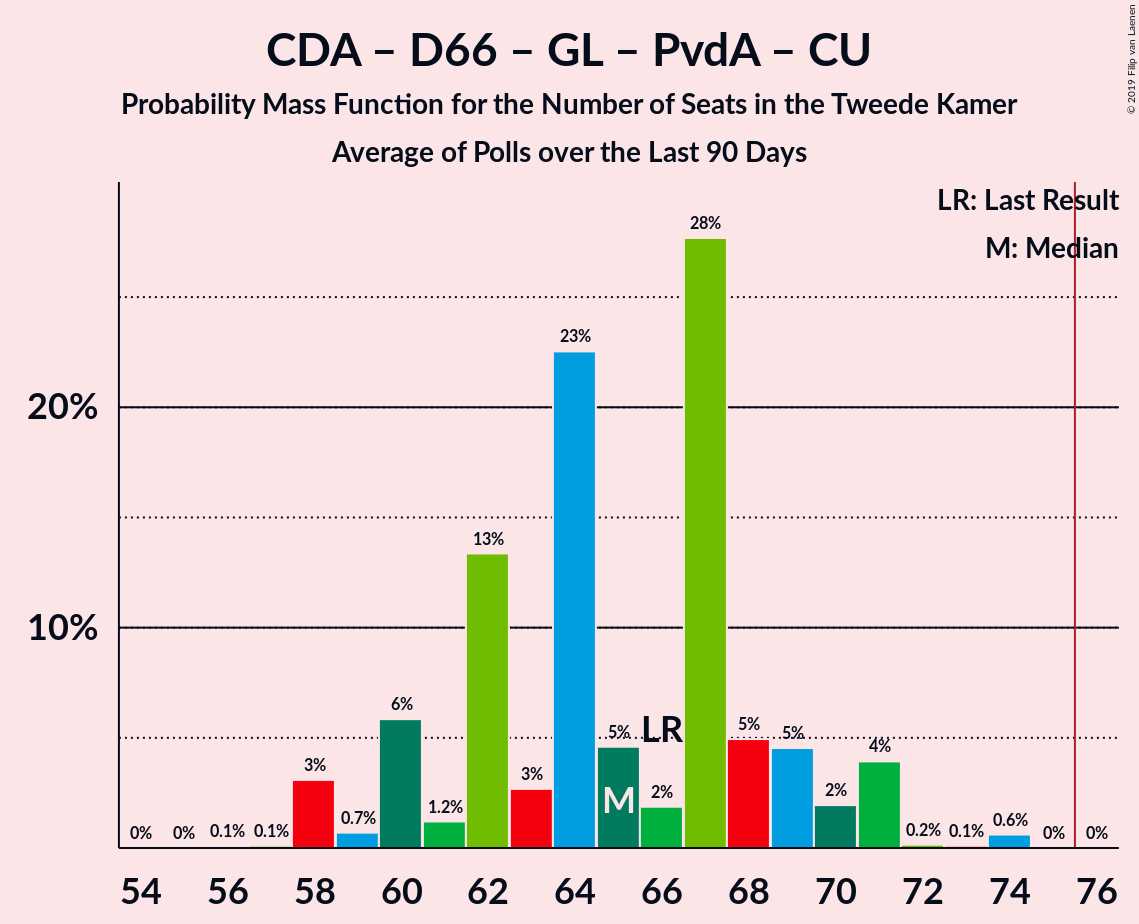 CDA – D66 – GL – PvdA – CU
Probability Mass Function for the Number of Seats in the Tweede Kamer
Average of Polls over the Last 90 Days
© 2019 Filip van Laenen
LR: Last Result
M: Median
28%
23%
20%
13%
10%
6%
LR
5%
5%
5%
4%
3%
3%
2%
2%
M
1.2%
0.7%
0.6%
0%
0%
0.1%
0.1%
0.2%
0.1%
0%
0%
54 56 58 60 62 64 66 68 70 72 74 76